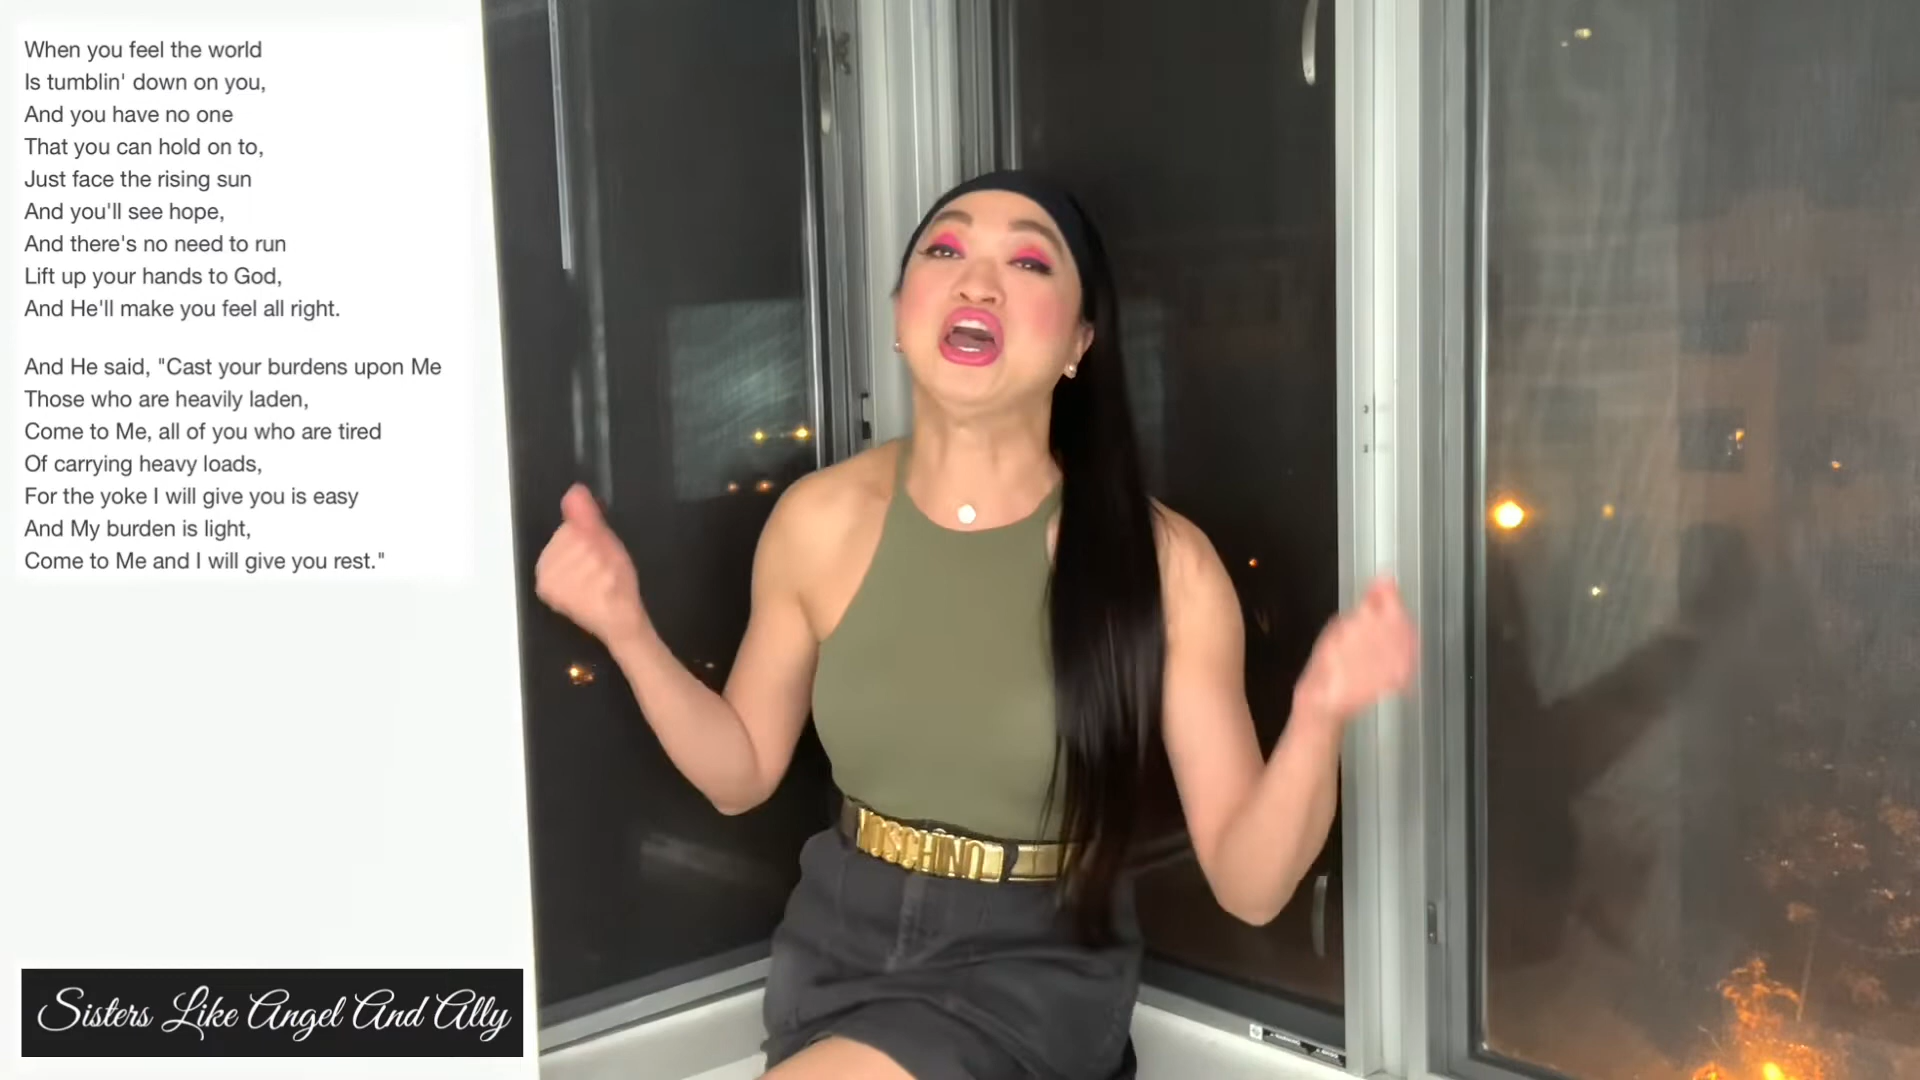 When you feel the world
Is tumblin' down on you,
And you have no one
That you can hold on to,
Just face the rising sun
And you'll see hope,
And there's no need to run
Lift up your hands to God,
And He'll make you feel all right.
And He said, "Cast your burdens upon Me
Those who are heavily laden,
Come to Me, all of you who are tired
Of carrying heavy loads,
For the yoke I will give you is easy
And My burden is light,
Come to Me and I will give you rest."
MOSCHINO
Sisters Like Angel And Ally